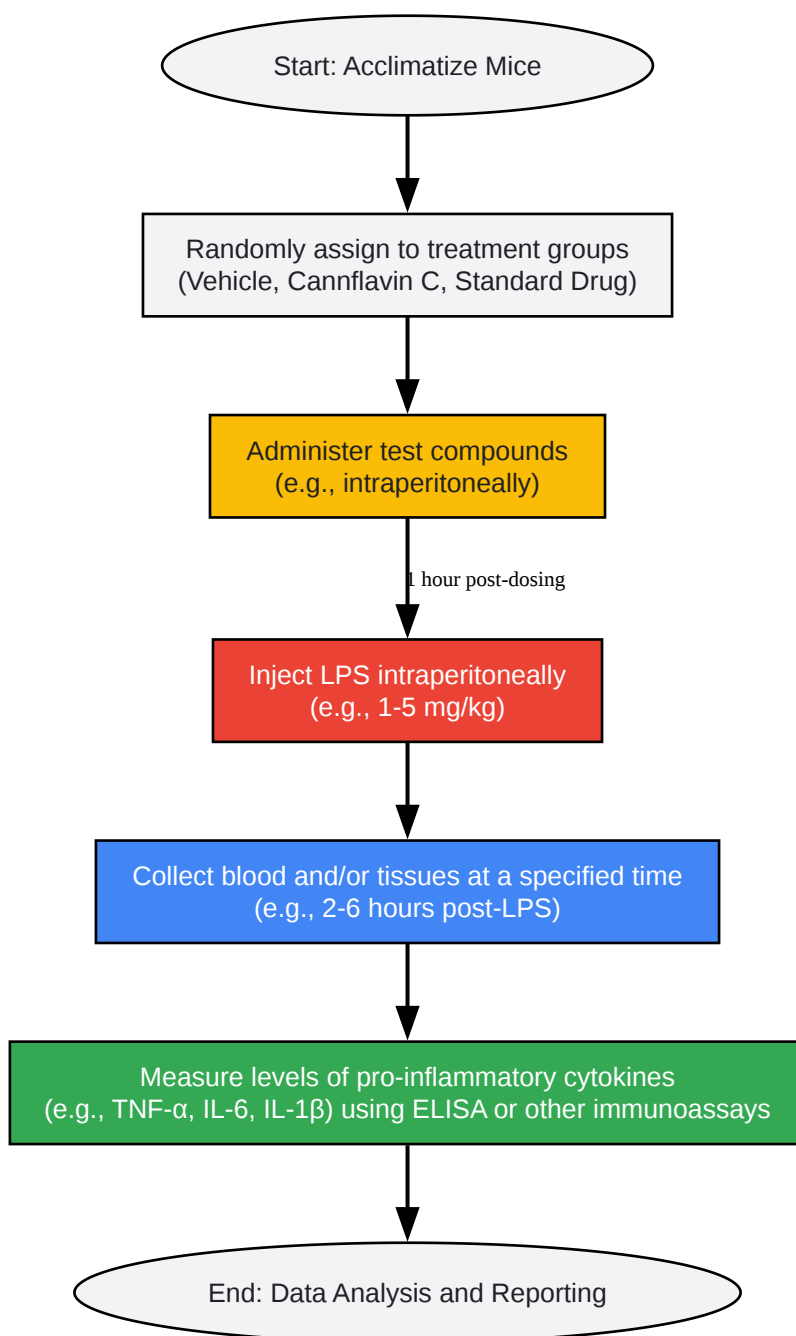 Start: Acclimatize Mice
Randomly assign to treatment groups
(Vehicle, Cannflavin C, Standard Drug)
Administer test compounds
(e.g., intraperitoneally)
1 hour post-dosing
Inject LPS intraperitoneally
(e.g., 1-5 mg/kg)
Collect blood and/or tissues at a specified time
(e.g., 2-6 hours post-LPS)
Measure levels of pro-inflammatory cytokines
(e.g., TNF-α, IL-6, IL-1β) using ELISA or other immunoassays
End: Data Analysis and Reporting